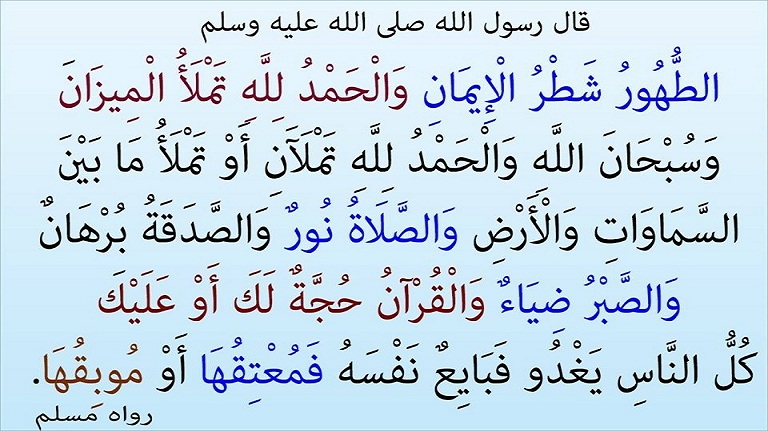 قال رسول الله صلى الله عليه وسلم
الطُّهُورُ شَطْرُ الْإِيمَانِ وَالْحَمْدُ لِلَّهِ تَمْلَأُ الْمِيزَانَ
وَسُبْحَانَ اللَّهِ وَالْحَمْدُ لِلَّهِ تَمْلَآَنِ أَوْ تَمْلَأُ مَا بَيْنَ
السَّمَاوَاتِ وَالْأَرْضِ وَالصَّلَاةُ نُورٌ وَالصَّدَقَةُ بُرْهَانٌ
وَالصَّبْرُ ضِيَاءٌ وَالْقُرْآنُ حُجَّةٌ لَكَ أَوْ عَلَيْكَ
كُلُّ النَّاسِ يَغْدُو فَبَايِعٌ نَفْسَهُ فَمُعْتِقُهَا أَوْ مُوبِقُهَا.
رواه مسلم